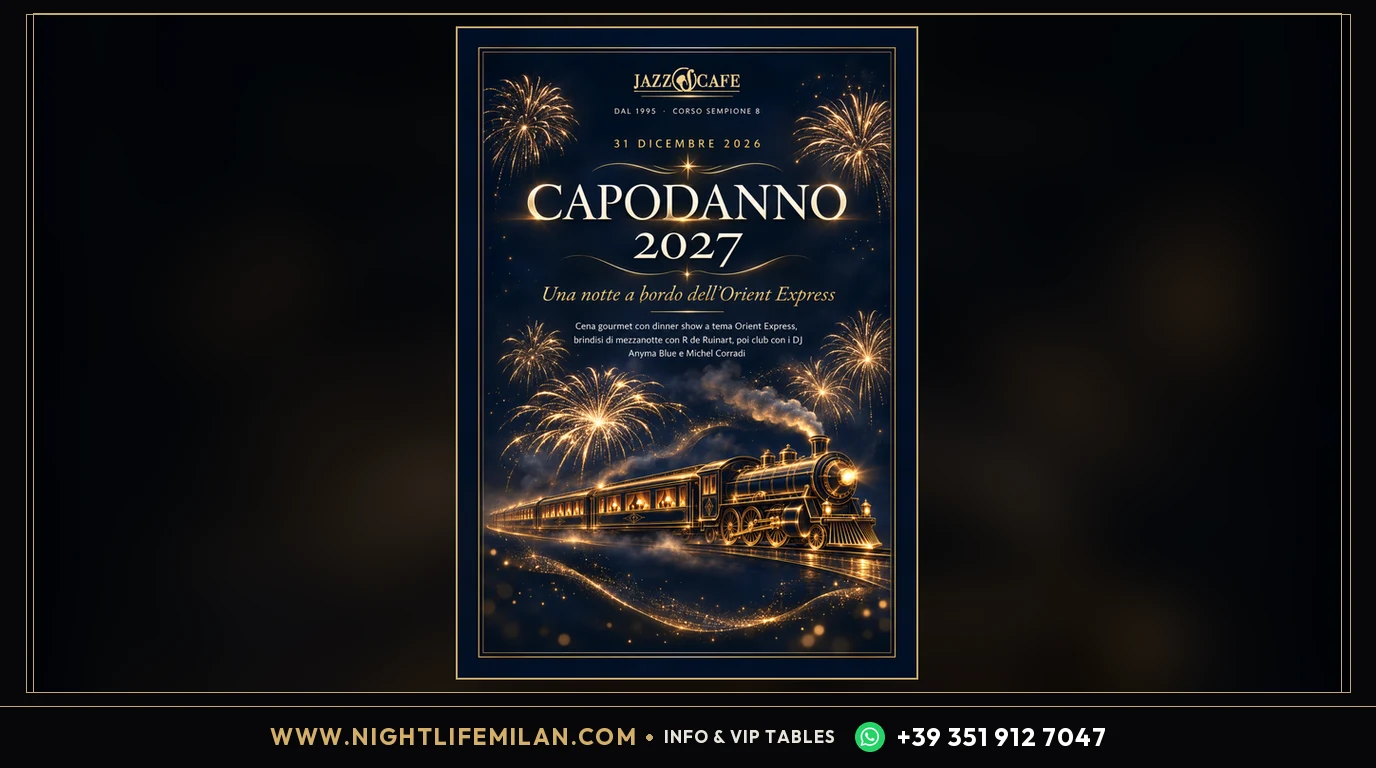 JAZZ CAFE
DAL 1995 · CORSO SEMPIONE 8
31 DICEMBRE 2026
CAPODANNO
2027
Una notte a bordo dell'Orient Express
Cena gourmet con dinner show a tema Orient Express,
brindisi di mezzanotte con R de Ruinart, poi club con i DJ
Anyma Blue e Michel Corradi
WWW.NIGHTLIFEMILAN.COM • INFO & VIP TABLES +39 351 912 7047